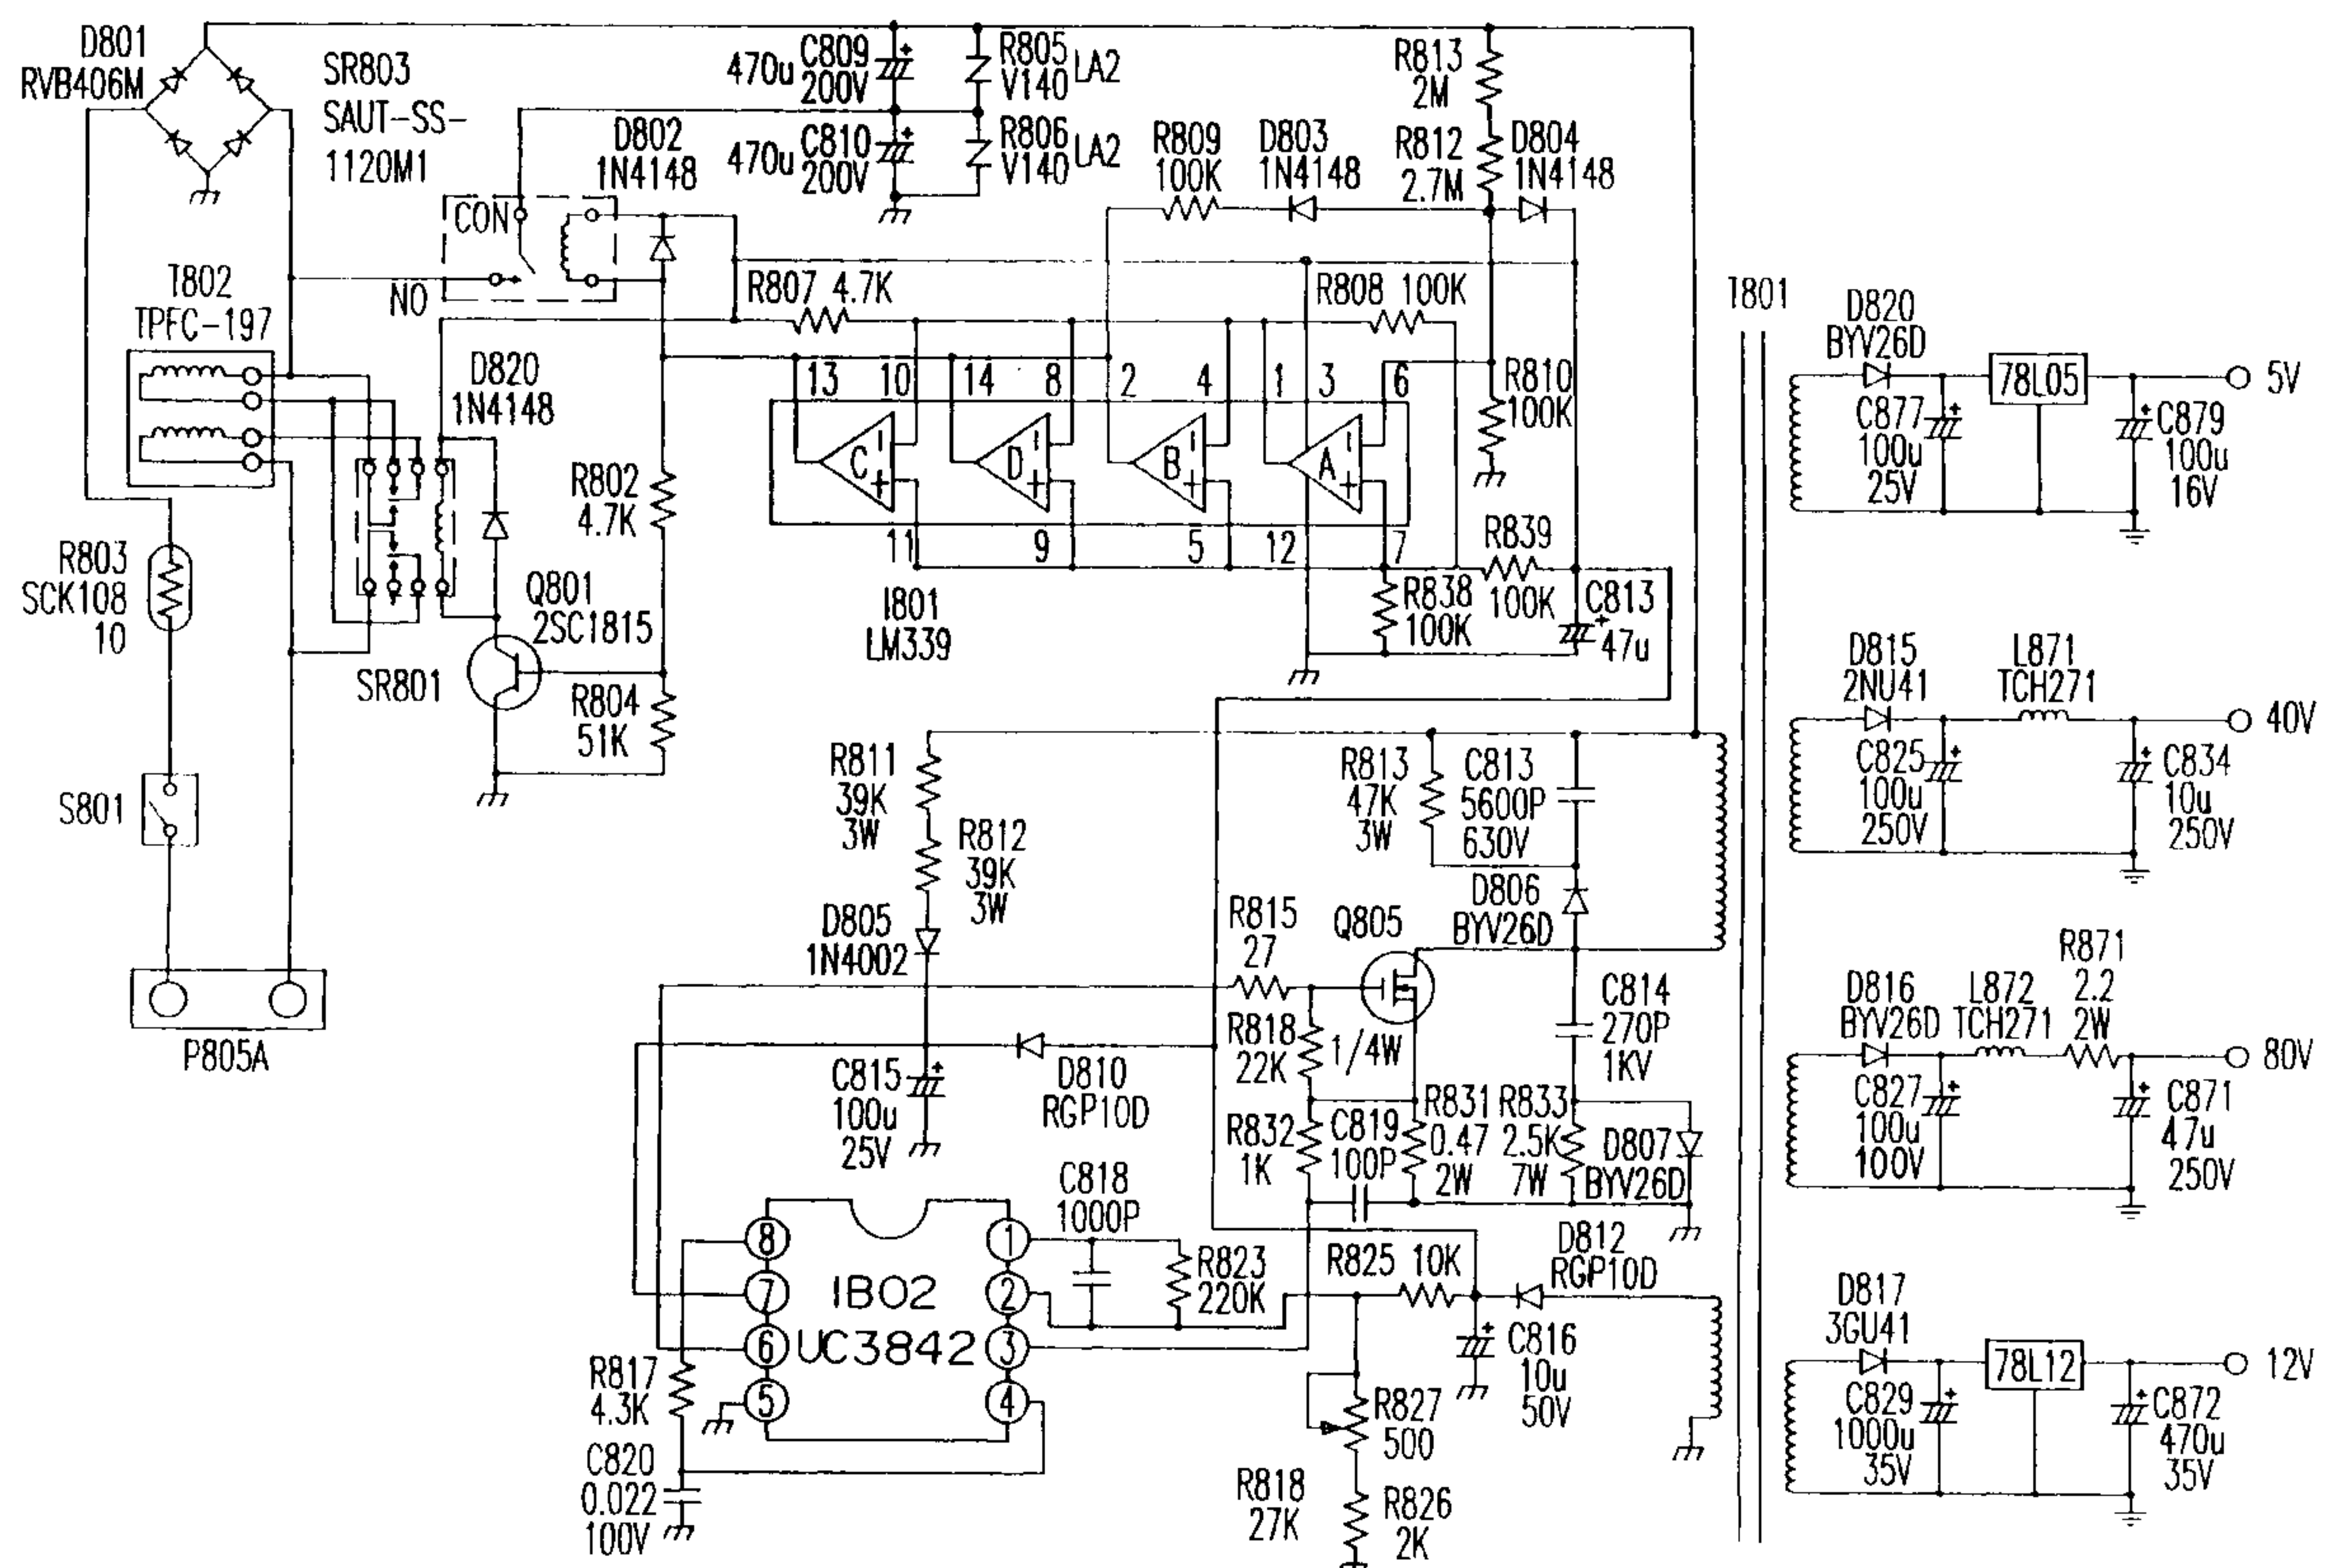 D801
RVB406M
SR803
SAUT-SS-
1120M1
D802
1N4148
470u C809
200V
R805
V140 LA2
470u C810
200V
R806
V140 LA2
R813
2M
R809
100K
D803
1N4148
R812
2.7M
D804
1N4148
CON
NO
T802
TPFC-197
R807 4.7K
R808 100K
T801
D820
1N4148
13 10 14 8 2 4 1 3 6
C D B A
- - - -
+ + + +
11 9 5 12 7
R810
100K
R802
4.7K
R803
SCK108
10
Q801
2SC1815
I801
LM339
R839
100K
R838
100K
C813
+
47u
SR801
R804
51K
S801
P805A
R811
39K
3W
R812
39K
3W
D805
1N4002
R813
47K
3W
C813
5600P
630V
D806
BYV26D
R815
27
Q805
R818
22K
1/4W
C814
270P
1KV
C815
100u
25V
D810
RGP10D
R832
1K
C819
100P
R831
0.47
2W
R833
2.5K
7W
D807
BYV26D
C818
1000P
8 1
7 2
6 3
5 4
IB02
UC3842
R823
220K
R825 10K
D812
RGP10D
C816
10u
50V
R817
4.3K
C820
0.022
100V
R827
500
R818
27K
R826
2K
D820
BYV26D
78L05
5V
C877
100u
25V
C879
100u
16V
D815
2NU41
L871
TCH271
40V
C825
100u
250V
C834
10u
250V
D816
BYV26D
L872
TCH271
R871
2.2
2W
80V
C827
100u
100V
C871
47u
250V
D817
3GU41
78L12
12V
C829
1000u
35V
C872
470u
35V